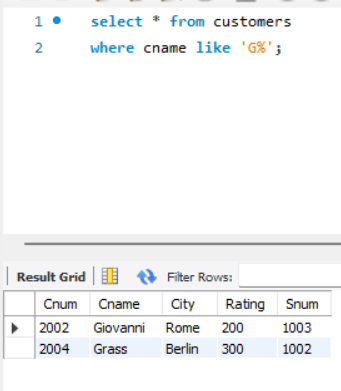 1 select * from customers
2 where cname like 'G%';
Result Grid Filter Rows:
Cnum Cname City Rating Snum
2002 Giovanni Rome 200 1003
2004 Grass Berlin 300 1002